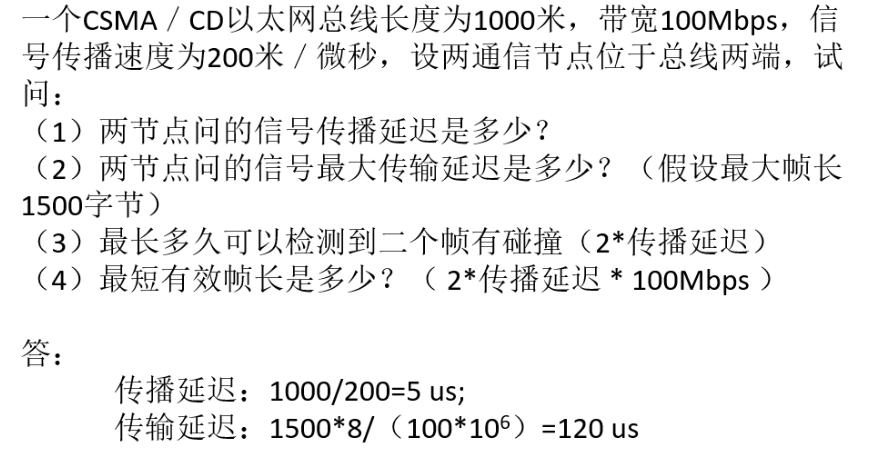 一个CSMA／CD以太网总线长度为1000米，带宽100Mbps，信
号传播速度为200米／微秒，设两通信节点位于总线两端，试
问：
（1）两节点问的信号传播延迟是多少？
（2）两节点问的信号最大传输延迟是多少？（假设最大帧长
1500字节）
（3）最长多久可以检测到二个帧有碰撞（2*传播延迟）
（4）最短有效帧长是多少？（ 2*传播延迟 * 100Mbps ）
答：
传播延迟：1000/200=5 us;
传输延迟：1500*8/（100*10⁶）=120 us